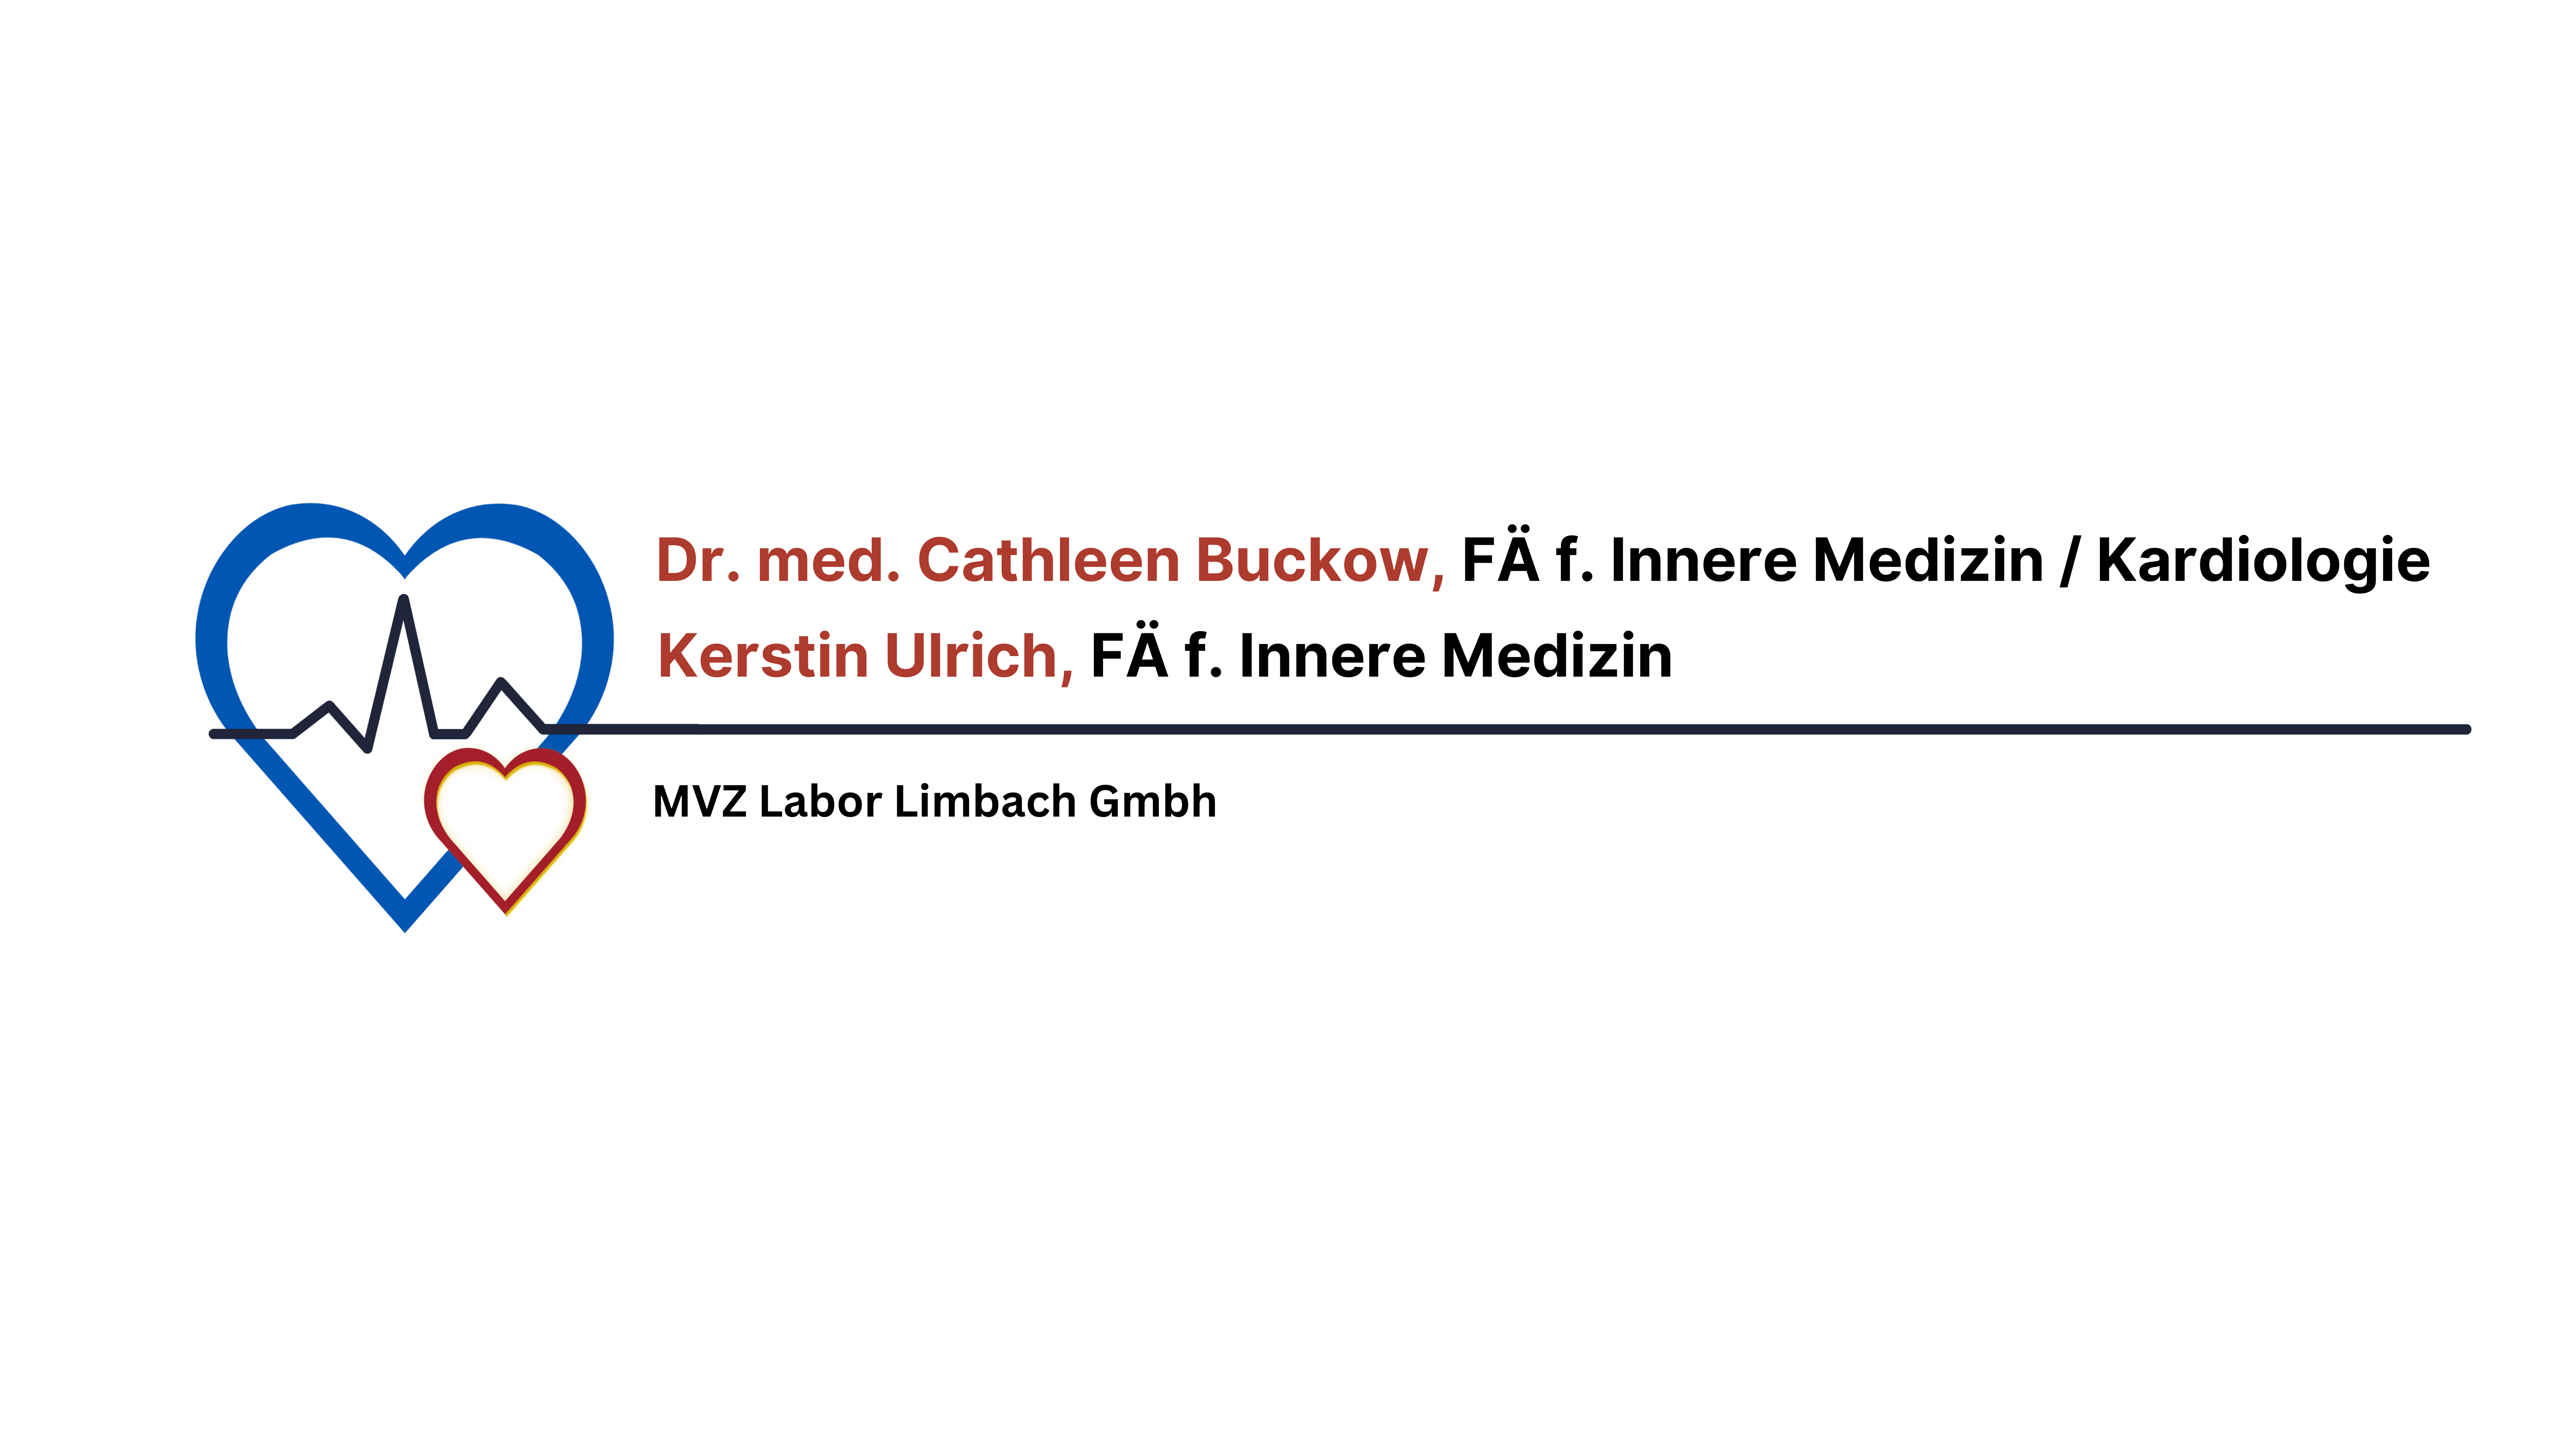 Dr. med. Cathleen Buckow, FÄ f. Innere Medizin / Kardiologie
Kerstin Ulrich, FÄ f. Innere Medizin
MVZ Labor Limbach Gmbh